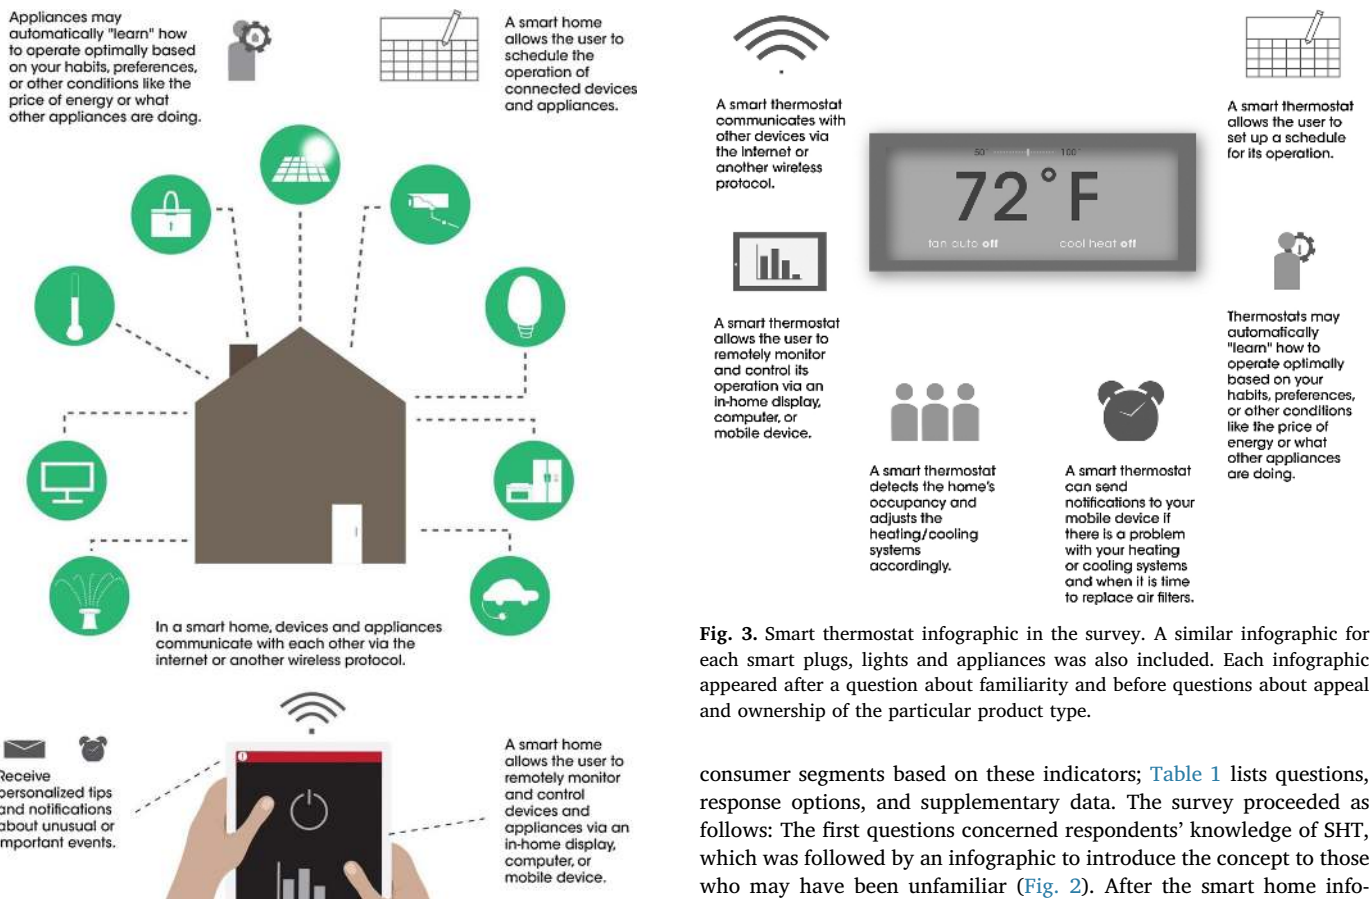 Appliances may
automatically "learn" how
to operate optimally based
on your habits, preferences,
or other conditions like the
price of energy or what
other appliances are doing.
A smart home
allows the user to
schedule the
operation of
connected devices
and appliances.
In a smart home, devices and appliances
communicate with each other via the
internet or another wireless protocol.
Receive
personalized tips
and notifications
about unusual or
important events.
A smart home
allows the user to
remotely monitor
and control
devices and
appliances via an
in-home display,
computer, or
mobile device.
A smart thermostat
communicates with
other devices via
the internet or
another wireless
protocol.
50° 100°
72°F
fan auto off cool heat off
A smart thermostat
allows the user to
set up a schedule
for its operation.
A smart thermostat
allows the user to
remotely monitor
and control its
operation via an
in-home display,
computer, or
mobile device.
A smart thermostat
detects the home's
occupancy and
adjusts the
heating/cooling
systems
accordingly.
A smart thermostat
can send
notifications to your
mobile device if
there is a problem
with your heating
or cooling systems
and when it is time
to replace air filters.
Thermostats may
automatically
"learn" how to
operate optimally
based on your
habits, preferences,
or other conditions
like the price of
energy or what
other appliances
are doing.
Fig. 3. Smart thermostat infographic in the survey. A similar infographic for
each smart plugs, lights and appliances was also included. Each infographic
appeared after a question about familiarity and before questions about appeal
and ownership of the particular product type.
consumer segments based on these indicators; Table 1 lists questions,
response options, and supplementary data. The survey proceeded as
follows: The first questions concerned respondents' knowledge of SHT,
which was followed by an infographic to introduce the concept to those
who may have been unfamiliar (Fig. 2). After the smart home info-